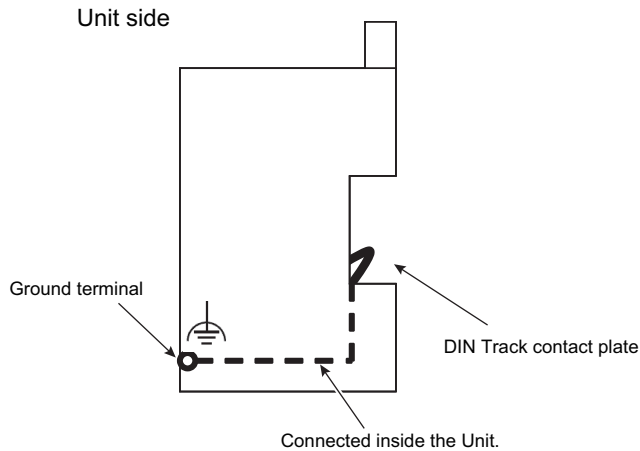 Unit side
Ground terminal
DIN Track contact plate
Connected inside the Unit.